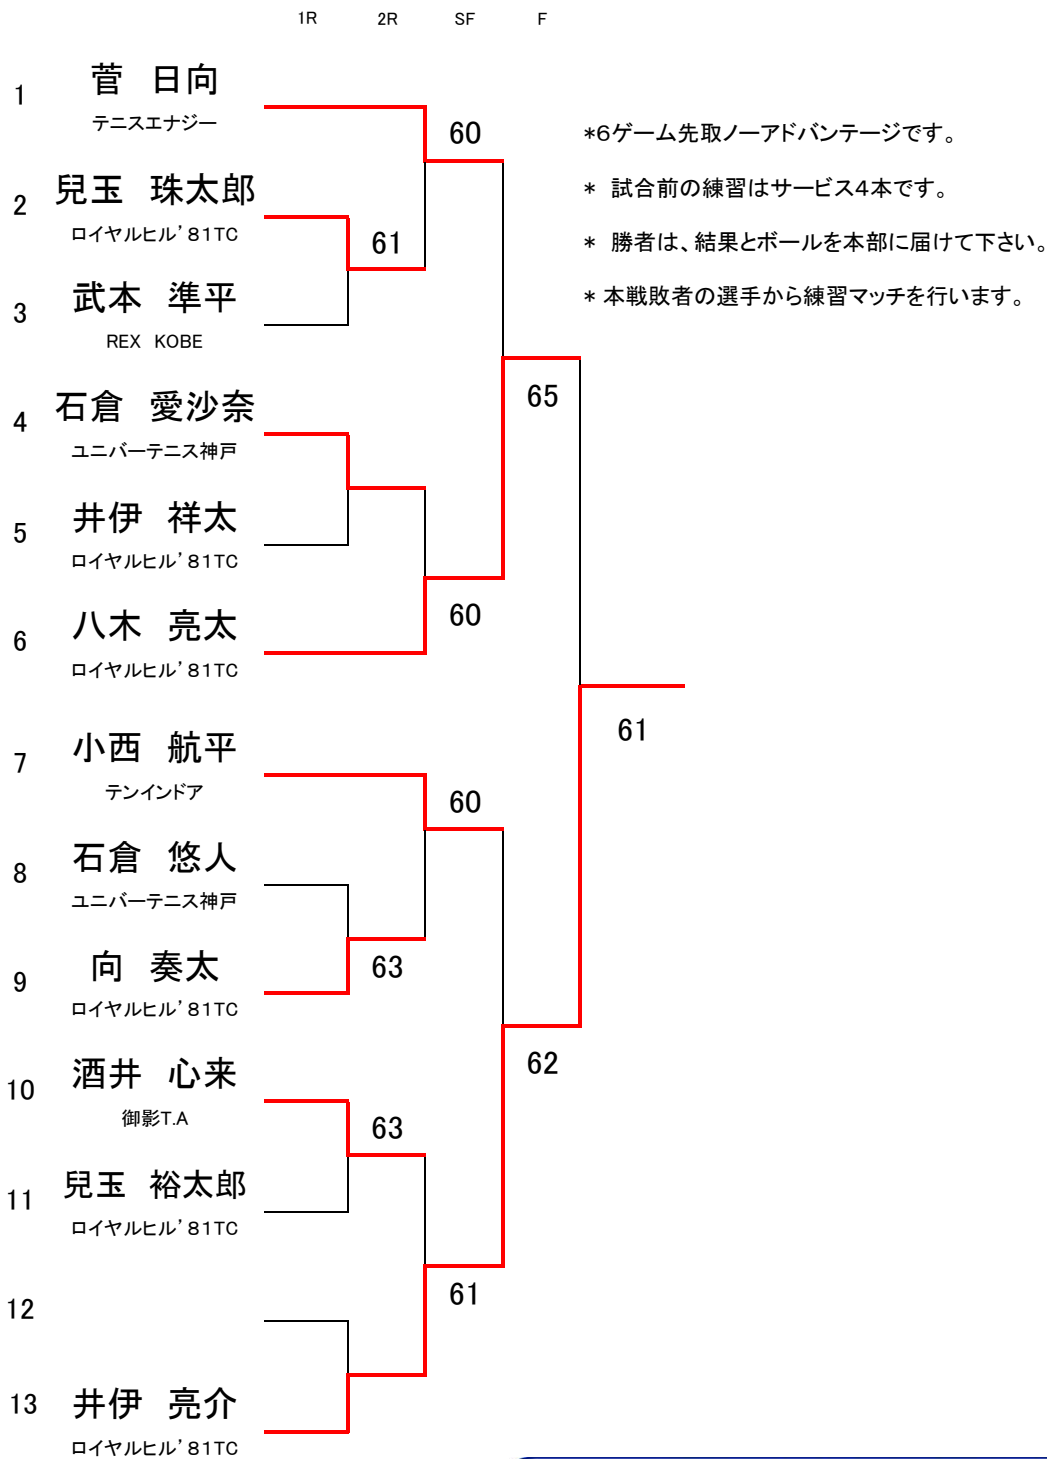 1R 2R SF F
1 菅 日向
テニスエナジー
60
*6ゲーム先取ノーアドバンテージです。
2 兒玉 珠太郎
ロイヤルヒル’81TC
61
* 試合前の練習はサービス4本です。
* 勝者は、結果とボールを本部に届けて下さい。
3 武本 準平
REX KOBE
* 本戦敗者の選手から練習マッチを行います。
65
4 石倉 愛沙奈
ユニバーテニス神戸
5 井伊 祥太
ロイヤルヒル’81TC
60
6 八木 亮太
ロイヤルヒル’81TC
61
7 小西 航平
テンインドア
60
8 石倉 悠人
ユニバーテニス神戸
9 向 奏太
ロイヤルヒル’81TC
63
62
10 酒井 心来
御影T.A
63
11 兒玉 裕太郎
ロイヤルヒル’81TC
61
12
13 井伊 亮介
ロイヤルヒル’81TC